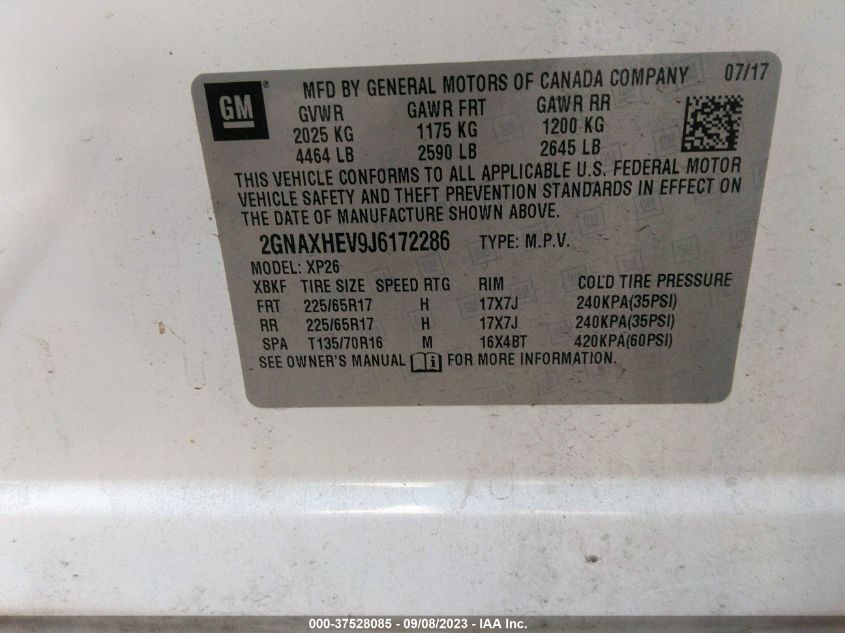 MFD BY GENERAL MOTORS OF CANADA COMPANY 07/17
GM ®
GVWR GAWR FRT GAWR RR
2025 KG 1175 KG 1200 KG
4464 LB 2590 LB 2645 LB
THIS VEHICLE CONFORMS TO ALL APPLICABLE U.S. FEDERAL MOTOR
VEHICLE SAFETY AND THEFT PREVENTION STANDARDS IN EFFECT ON
THE DATE OF MANUFACTURE SHOWN ABOVE.
2GNAXHEV9J6172286 TYPE: M.P.V.
MODEL: XP26
XBKF TIRE SIZE SPEED RTG RIM COLD TIRE PRESSURE
FRT 225/65R17 H 17X7J 240KPA(35PSI)
RR 225/65R17 H 17X7J 240KPA(35PSI)
SPA T135/70R16 M 16X4BT 420KPA(60PSI)
SEE OWNER'S MANUAL i FOR MORE INFORMATION.
000-37528085 - 09/08/2023 - IAA Inc.